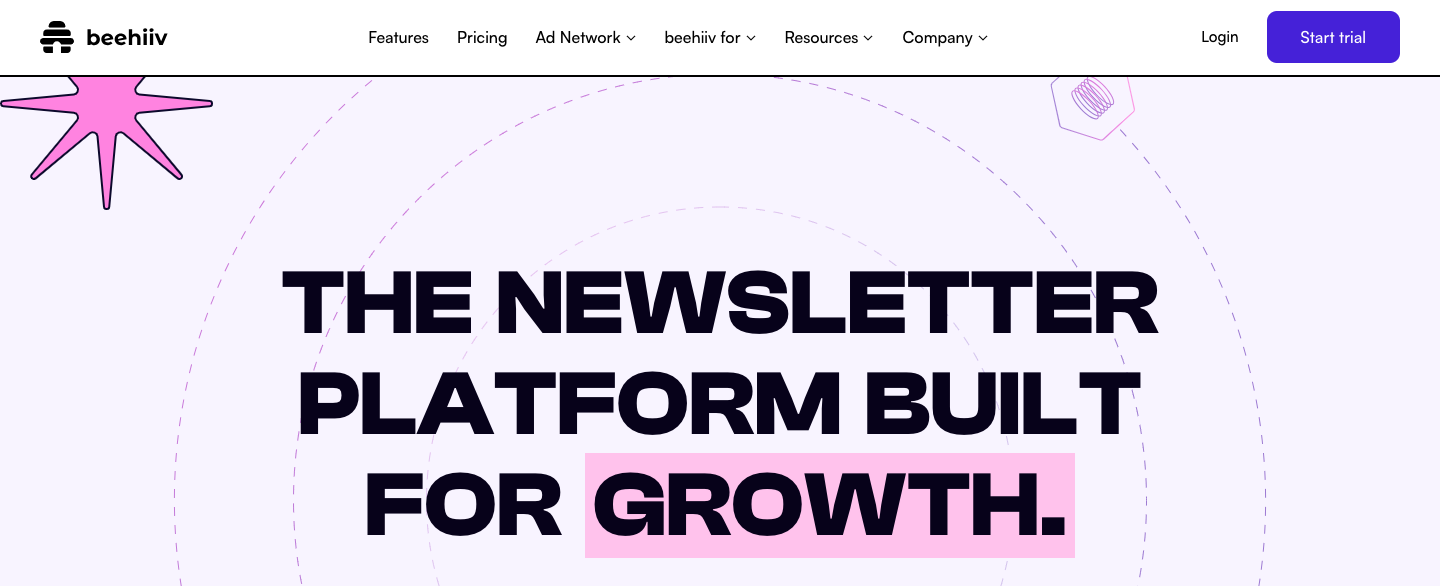 beehiiv
Features Pricing Ad Network beehiiv for Resources Company Login Start trial
THE NEWSLETTER
PLATFORM BUILT
FOR GROWTH.